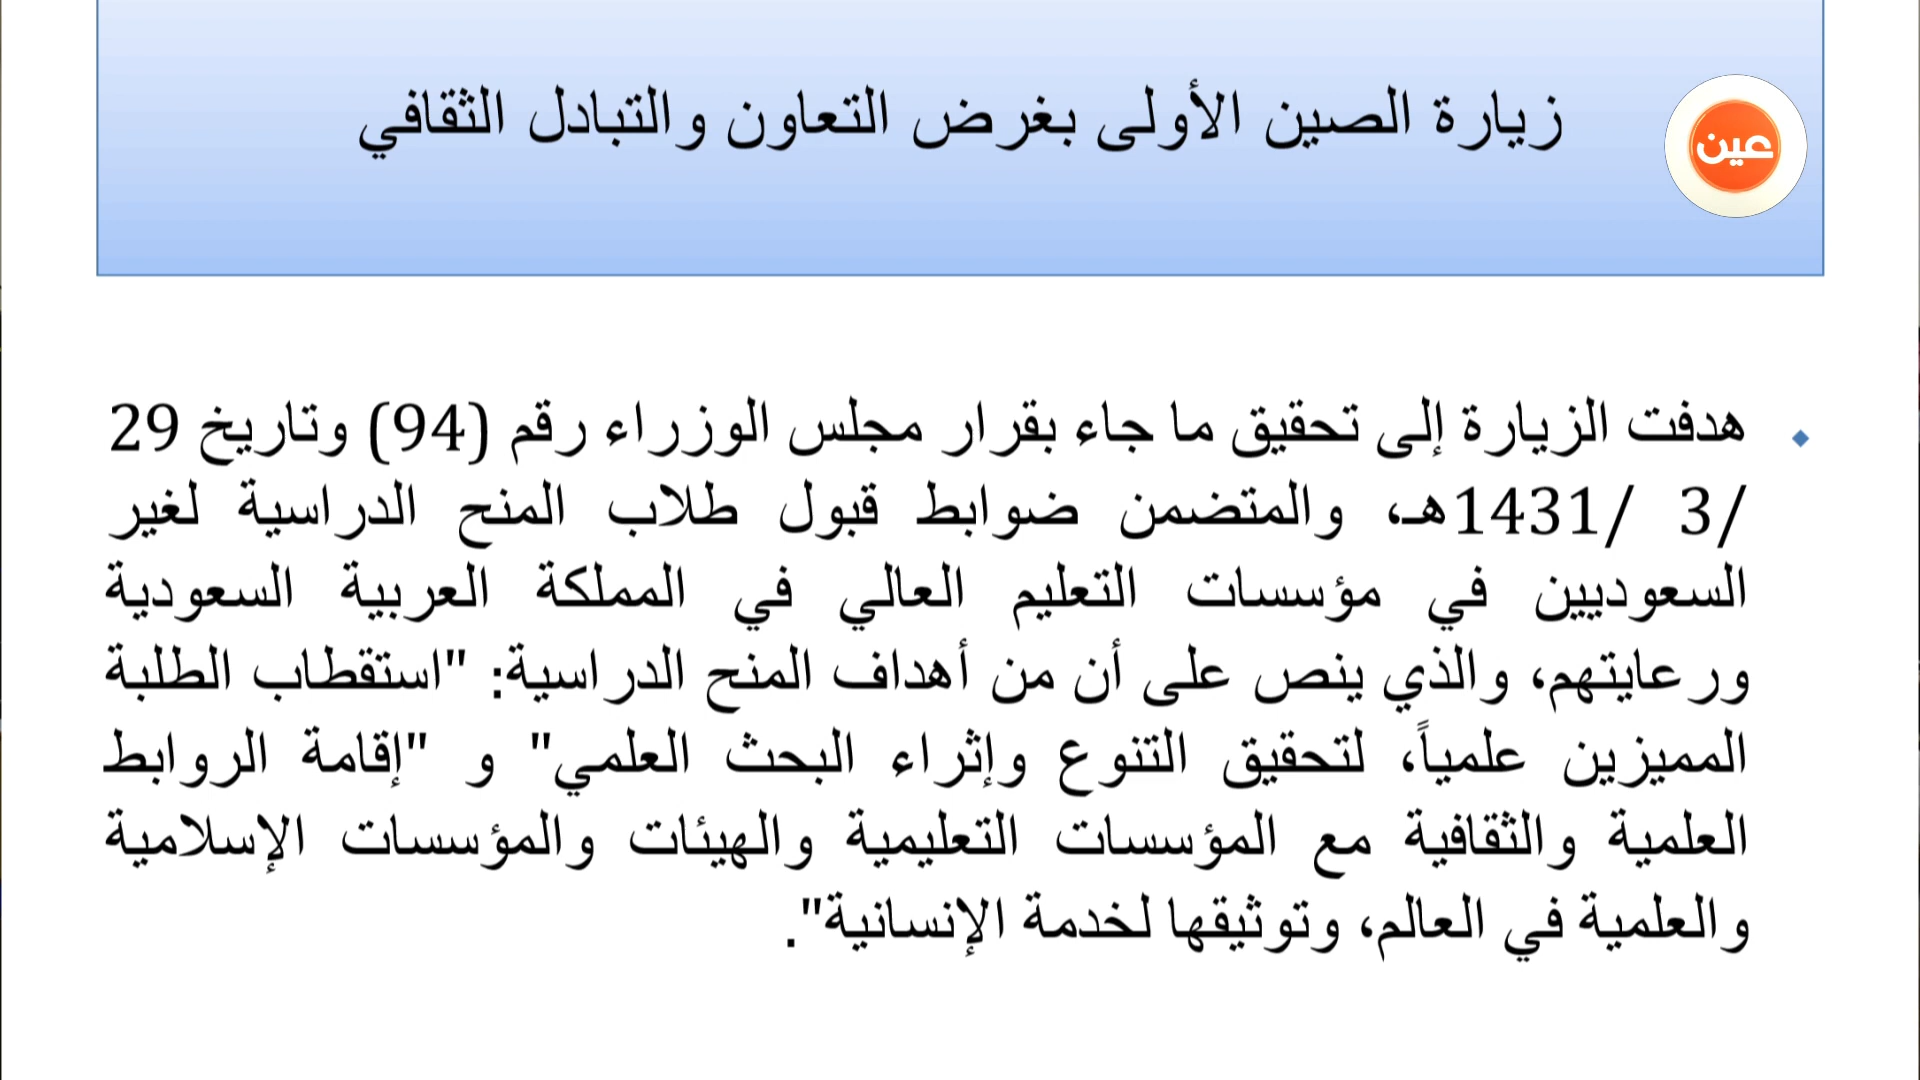 زيارة الصين الأولى بغرض التعاون والتبادل الثقافي
عين
هدفت الزيارة إلى تحقيق ما جاء بقرار مجلس الوزراء رقم (94) وتاريخ 29
/3 /1431هـ، والمتضمن ضوابط قبول طلاب المنح الدراسية لغير
السعوديين في مؤسسات التعليم العالي في المملكة العربية السعودية
ورعايتهم، والذي ينص على أن من أهداف المنح الدراسية: "استقطاب الطلبة
المميزين علمياً، لتحقيق التنوع وإثراء البحث العلمي" و "إقامة الروابط
العلمية والثقافية مع المؤسسات التعليمية والهيئات والمؤسسات الإسلامية
والعلمية في العالم، وتوثيقها لخدمة الإنسانية".